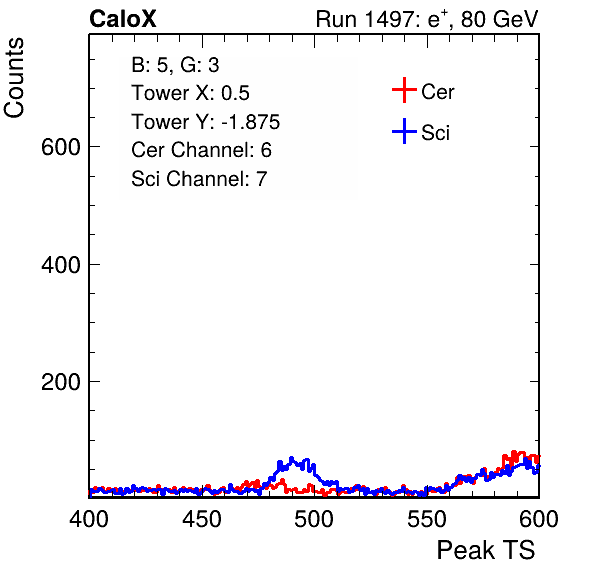 CaloX Run 1497: e⁺, 80 GeV
Counts
B: 5, G: 3
Tower X: 0.5
Tower Y: -1.875
Cer Channel: 6
Sci Channel: 7
Cer
Sci
600
400
200
400 450 500 550 600
Peak TS